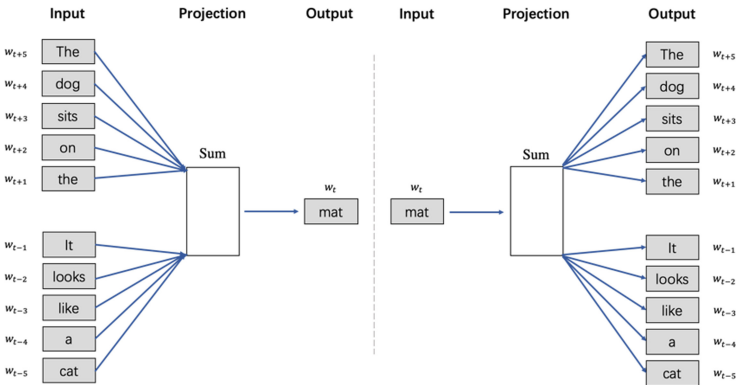 Input Projection Output Input Projection Output
w_{t+5} The
w_{t+4} dog
w_{t+3} sits
w_{t+2} on
w_{t+1} the
Sum
w_t
mat
w_{t-1} It
w_{t-2} looks
w_{t-3} like
w_{t-4} a
w_{t-5} cat
w_t
mat
Sum
The w_{t+5}
dog w_{t+4}
sits w_{t+3}
on w_{t+2}
the w_{t+1}
It w_{t-1}
looks w_{t-2}
like w_{t-3}
a w_{t-4}
cat w_{t-5}